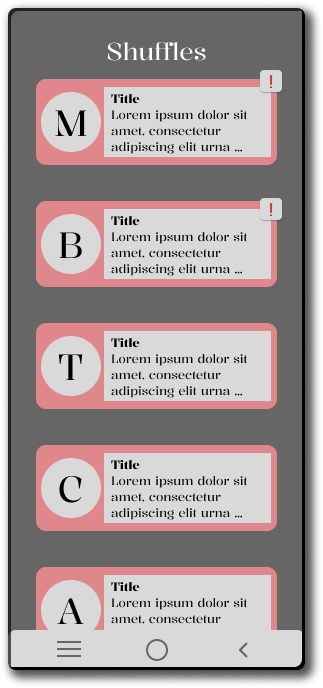 Shuffles
!
M
Title
Lorem ipsum dolor sit
amet, consectetur
adipiscing elit urna ...
!
B
Title
Lorem ipsum dolor sit
amet, consectetur
adipiscing elit urna ...
T
Title
Lorem ipsum dolor sit
amet, consectetur
adipiscing elit urna ...
C
Title
Lorem ipsum dolor sit
amet, consectetur
adipiscing elit urna ...
A
Title
Lorem ipsum dolor sit
amet, consectetur